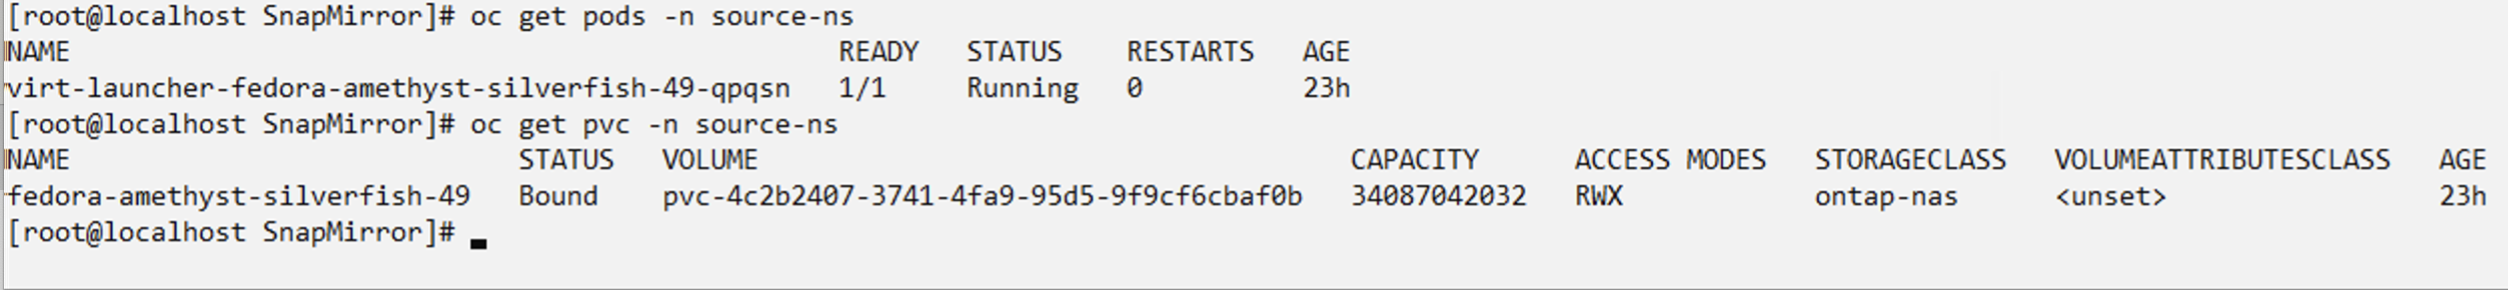 [root@localhost SnapMirror]# oc get pods -n source-ns
NAME                                                READY   STATUS    RESTARTS   AGE
virt-launcher-fedora-amethyst-silverfish-49-qpqsn   1/1     Running   0          23h
[root@localhost SnapMirror]# oc get pvc -n source-ns
NAME                            STATUS   VOLUME                                     CAPACITY      ACCESS MODES   STORAGECLASS   VOLUMEATTRIBUTESCLASS   AGE
fedora-amethyst-silverfish-49   Bound    pvc-4c2b2407-3741-4fa9-95d5-9f9cf6cbaf0b   34087042032   RWX            ontap-nas      <unset>                 23h
[root@localhost SnapMirror]#